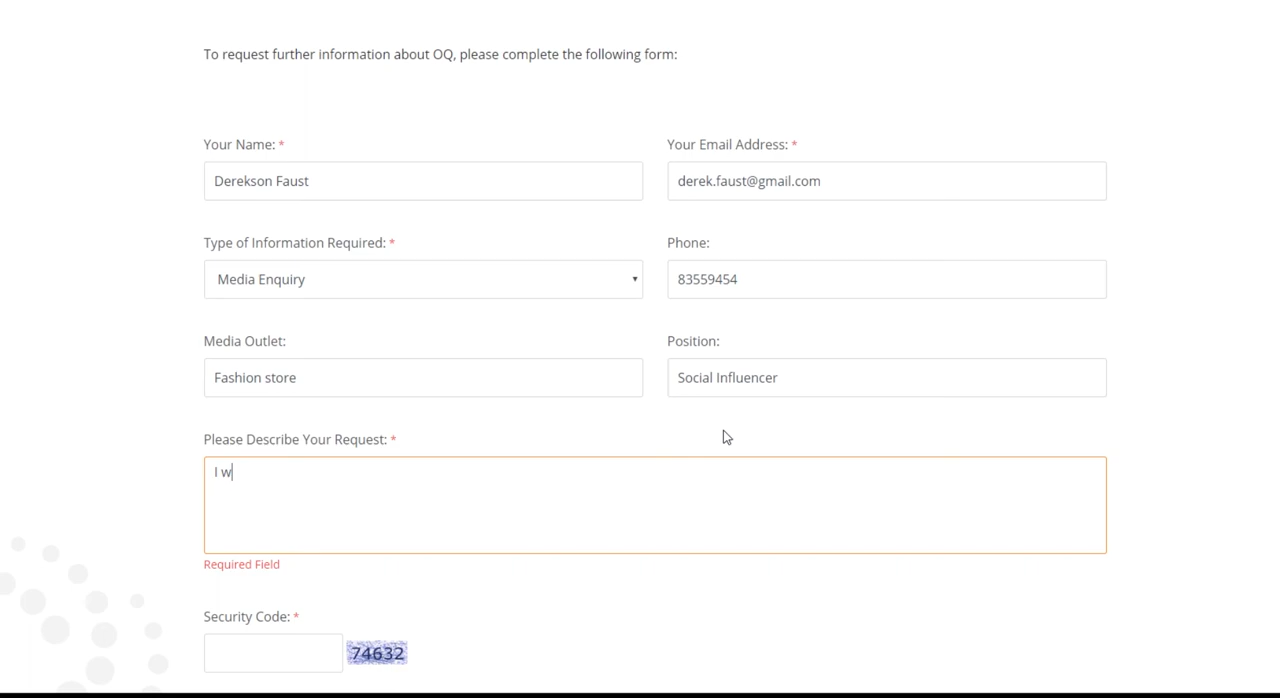 To request further information about OQ, please complete the following form:
Your Name: *
Your Email Address: *
Derekson Faust
derek.faust@gmail.com
Type of Information Required: *
Phone:
Media Enquiry
83559454
Media Outlet:
Position:
Fashion store
Social Influencer
Please Describe Your Request: *
I w
Required Field
Security Code: *
74632